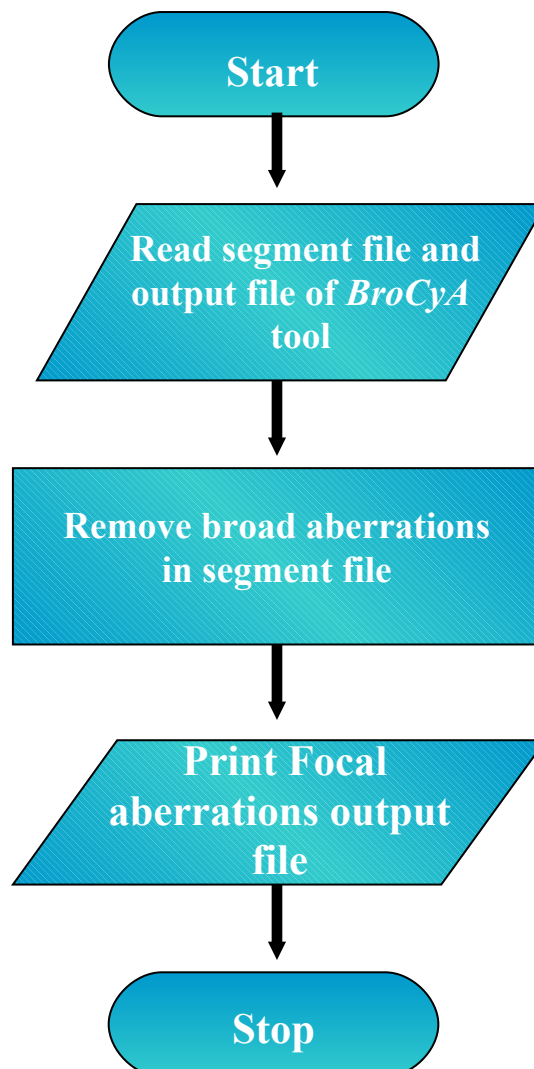 Start
Read segment file and
output file of BroCyA
tool
Remove broad aberrations
in segment file
Print Focal
aberrations output
file
Stop